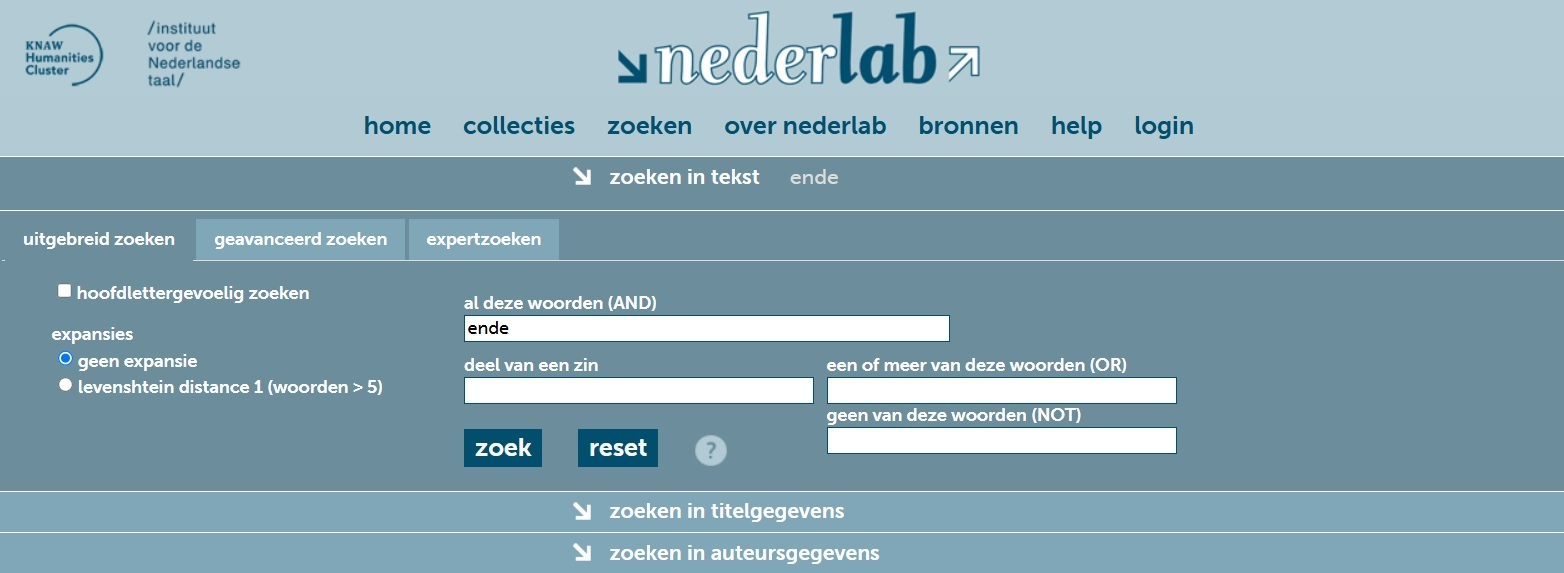 KNAW
Humanities
Cluster
/instituut
voor de
Nederlandse
taal/
nederlab
home collecties zoeken over nederlab bronnen help login
zoeken in tekst ende
uitgebreid zoeken geavanceerd zoeken expertzoeken
hoofdlettergevoelig zoeken
expansies
geen expansie
levenshtein distance 1 (woorden > 5)
al deze woorden (AND)
ende
deel van een zin een of meer van deze woorden (OR)
geen van deze woorden (NOT)
zoek reset ?
zoeken in titelgegevens
zoeken in auteursgegevens